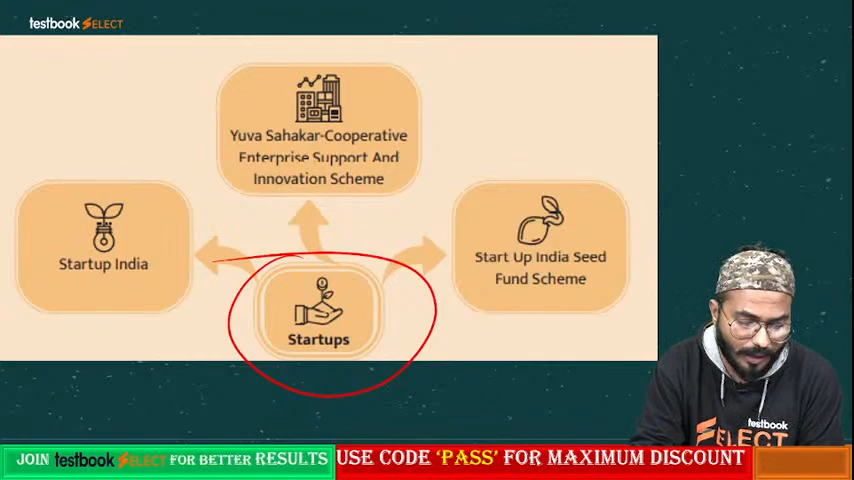 testbook SELECT
Yuva Sahakar-Cooperative
Enterprise Support And
Innovation Scheme
Startup India
Start Up India Seed
Fund Scheme
Startups
testbook
SELECT
JOIN testbook SELECT FOR BETTER RESULTS
USE CODE ‘PASS’ FOR MAXIMUM DISCOUNT